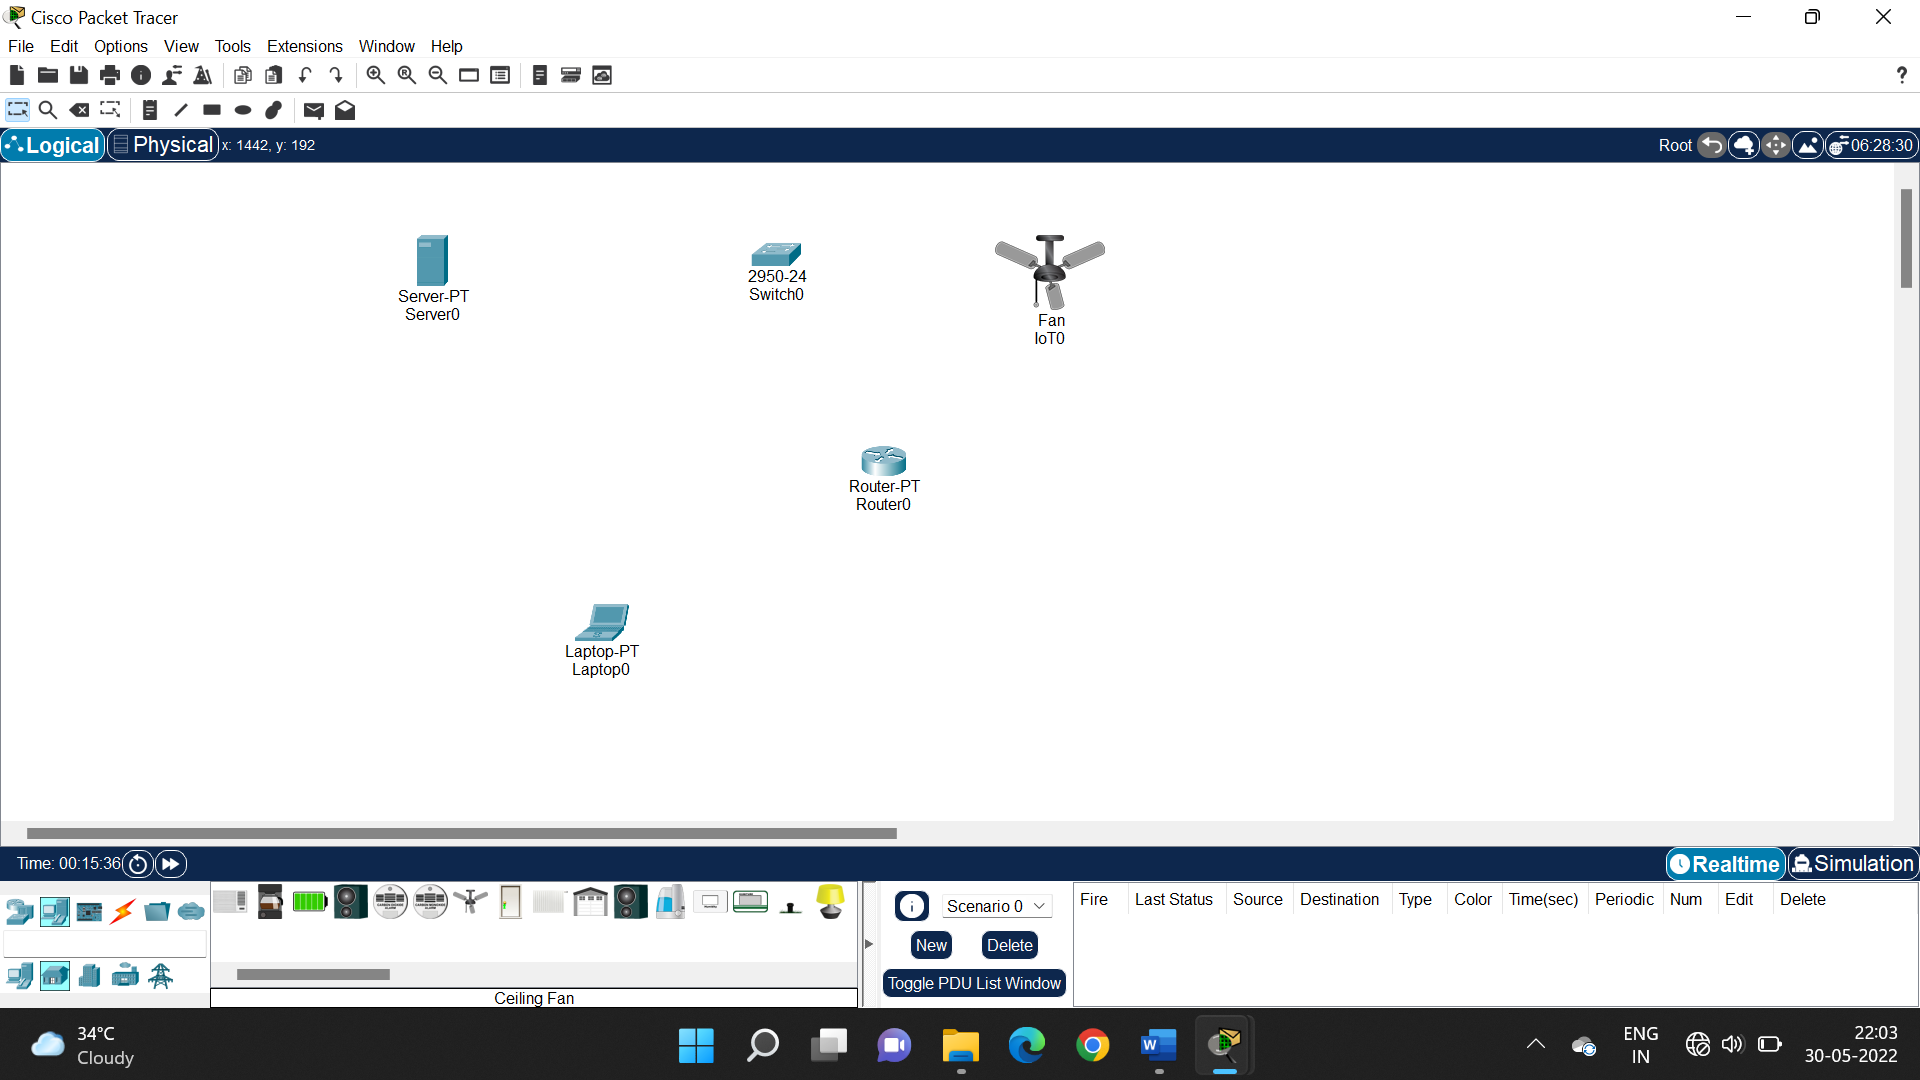 Cisco Packet Tracer
File Edit Options View Tools Extensions Window Help
?
Logical Physical x: 1442, y: 192 Root 06:28:30
Server-PT
Server0
2950-24
Switch0
Fan
IoT0
Router-PT
Router0
Laptop-PT
Laptop0
Time: 00:15:36 Realtime Simulation
Scenario 0
New Delete
Toggle PDU List Window
Fire Last Status Source Destination Type Color Time(sec) Periodic Num Edit Delete
Ceiling Fan
34°C
Cloudy
ENG
IN
22:03
30-05-2022